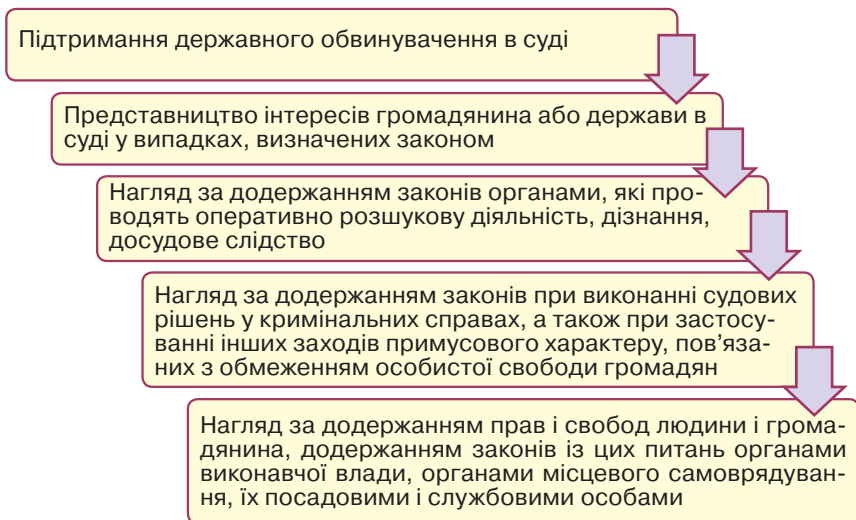 Підтримання державного обвинувачення в суді
Представництво інтересів громадянина або держави в
суді у випадках, визначених законом
Нагляд за додержанням законів органами, які про-
водять оперативно розшукову діяльність, дізнання,
досудове слідство
Нагляд за додержанням законів при виконанні судових
рішень у кримінальних справах, а також при застосу-
ванні інших заходів примусового характеру, пов’яза-
них з обмеженням особистої свободи громадян
Нагляд за додержанням прав і свобод людини і грома-
дянина, додержанням законів із цих питань органами
виконавчої влади, органами місцевого самоврядуван-
ня, їх посадовими і службовими особами